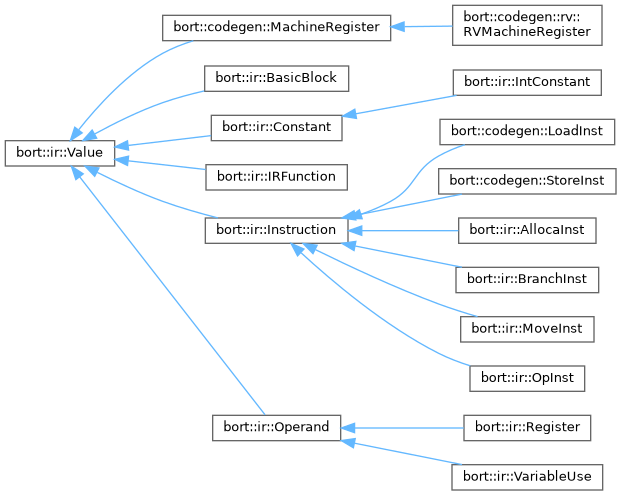 bort::ir::Value
bort::codegen::MachineRegister
bort::codegen::rv::
RVMachineRegister
bort::ir::BasicBlock
bort::ir::Constant
bort::ir::IntConstant
bort::ir::IRFunction
bort::ir::Instruction
bort::codegen::LoadInst
bort::codegen::StoreInst
bort::ir::AllocaInst
bort::ir::BranchInst
bort::ir::MoveInst
bort::ir::OpInst
bort::ir::Operand
bort::ir::Register
bort::ir::VariableUse